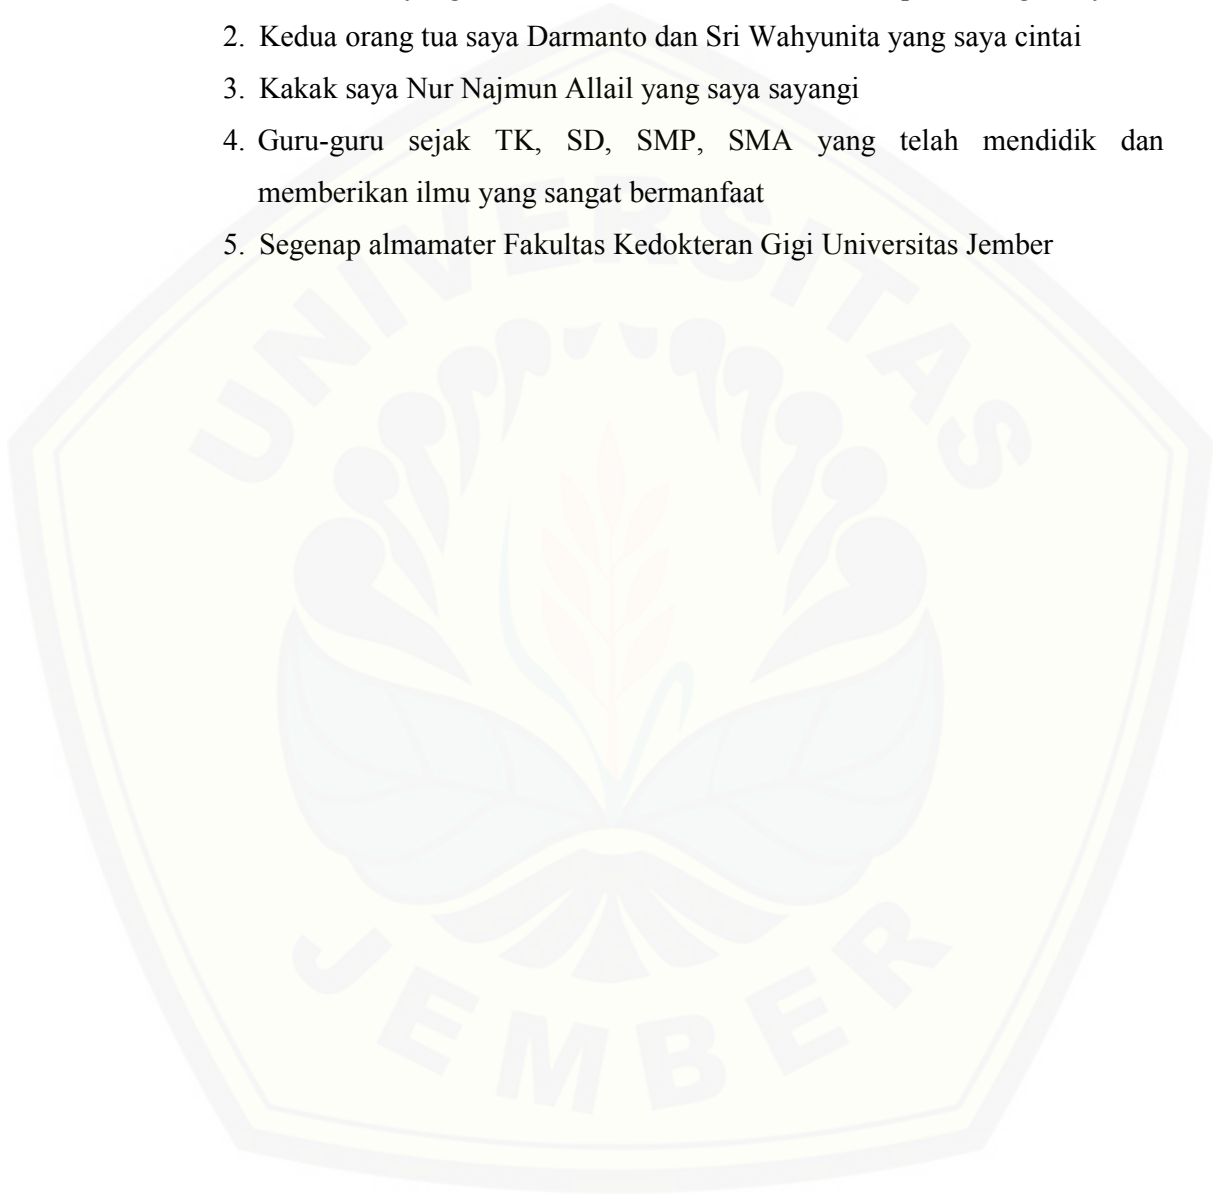 2. Kedua orang tua saya Darmanto dan Sri Wahyunita yang saya cintai
3. Kakak saya Nur Najmun Allail yang saya sayangi
4. Guru-guru sejak TK, SD, SMP, SMA yang telah mendidik dan
memberikan ilmu yang sangat bermanfaat
5. Segenap almamater Fakultas Kedokteran Gigi Universitas Jember
UNIVERSITAS
JEMBER